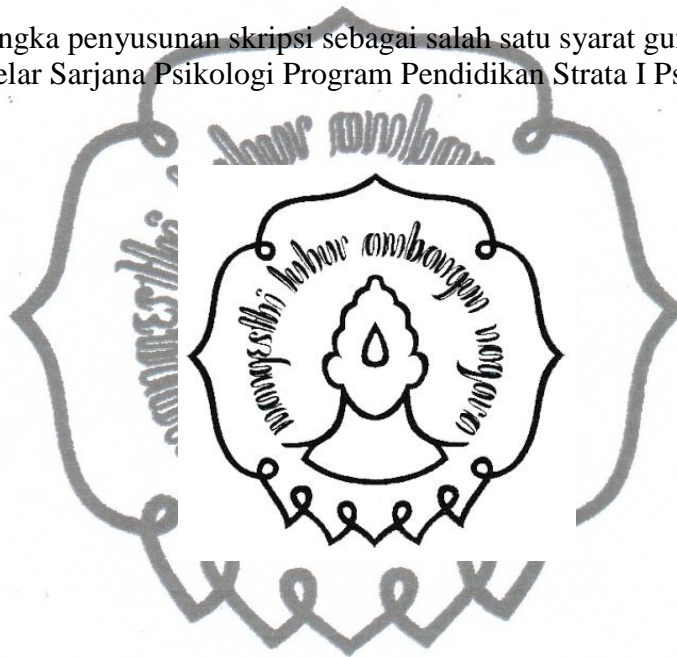 ngka penyusunan skripsi sebagai salah satu syarat gu
elar Sarjana Psikologi Program Pendidikan Strata I Ps
mangesthi luhur ambangun nagara